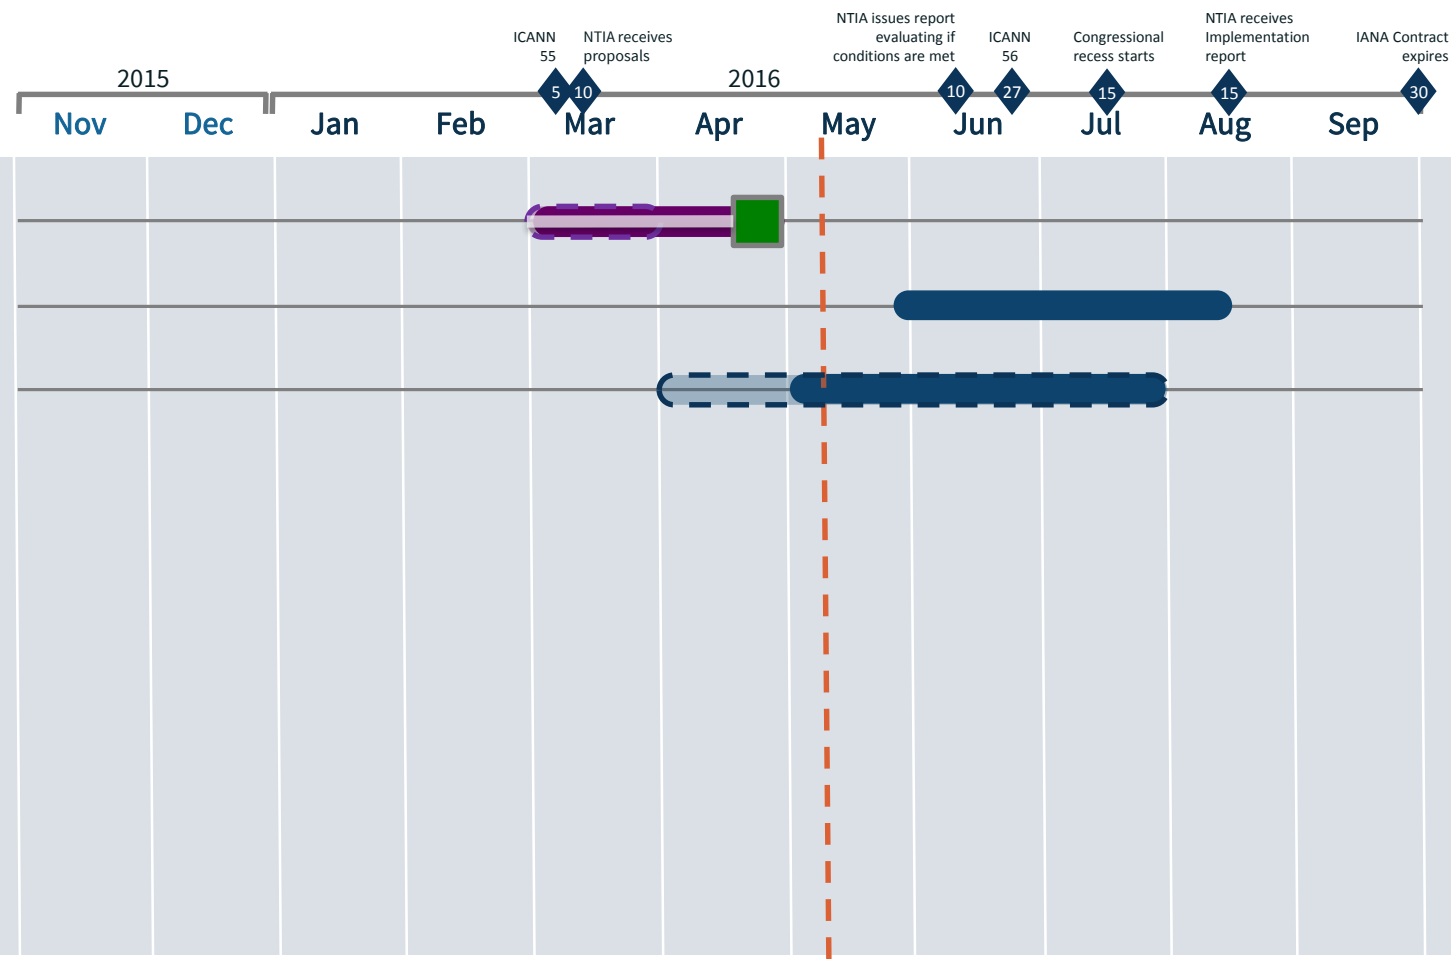 NTIA issues report
evaluating if
conditions are met
NTIA receives
Implementation
report
ICANN
55
NTIA receives
proposals
ICANN
56
Congressional
recess starts
IANA Contract
expires
2015
2016
5
10
10
27
15
15
30
Nov
Dec
Jan
Feb
Mar
Apr
May
Jun
Jul
Aug
Sep